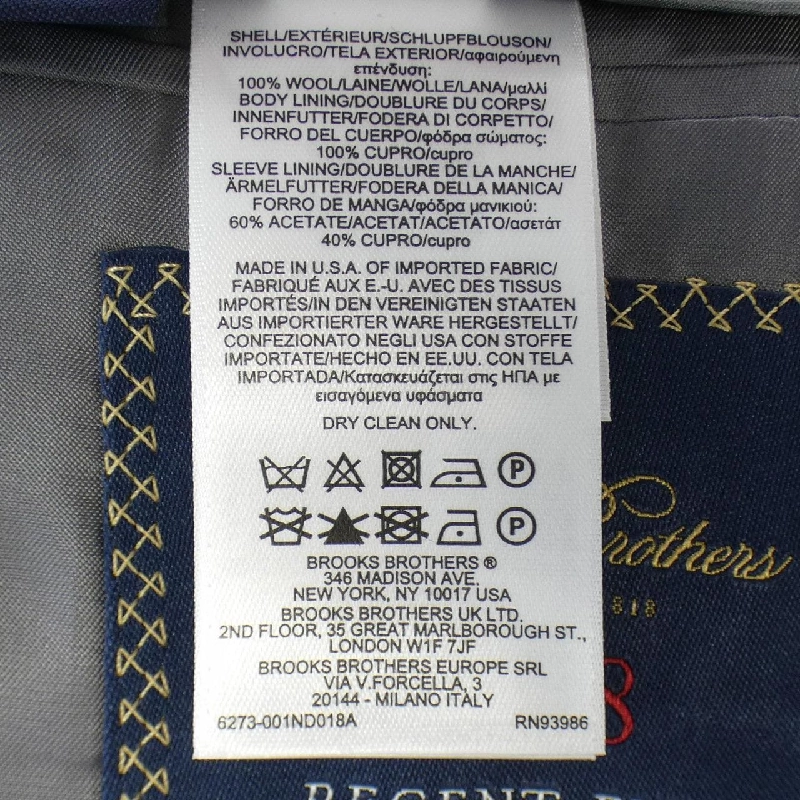 SHELL/EXTÉRIEUR/SCHLUPFBLOUSON/
INVOLUCRO/TELA EXTERIOR/αφαιρούμενη
επένδυση:
100% WOOL/LAINE/WOLLE/LANA/μαλλί
BODY LINING/DOUBLURE DU CORPS/
INNENFUTTER/FODERA DI CORPETTO/
FORRO DEL CUERPO/φόδρα σώματος:
100% CUPRO/cupro
SLEEVE LINING/DOUBLURE DE LA MANCHE/
ÄRMELFUTTER/FODERA DELLA MANICA/
FORRO DE MANGA/φόδρα μανικιού:
60% ACETATE/ACETAT/ACETATO/ασετάτ
40% CUPRO/cupro
MADE IN U.S.A. OF IMPORTED FABRIC/
FABRIQUÉ AUX E.-U. AVEC DES TISSUS
IMPORTÉS/IN DEN VEREINIGTEN STAATEN
AUS IMPORTIERTER WARE HERGESTELLT/
CONFEZIONATO NEGLI USA CON STOFFE
IMPORTATE/HECHO EN EE.UU. CON TELA
IMPORTADA/Κατασκευάζεται στις ΗΠΑ με
εισαγόμενα υφάσματα
DRY CLEAN ONLY.
P
P
BROOKS BROTHERS ®
346 MADISON AVE.
NEW YORK, NY 10017 USA
BROOKS BROTHERS UK LTD.
2ND FLOOR, 35 GREAT MARLBOROUGH ST.,
LONDON W1F 7JF
BROOKS BROTHERS EUROPE SRL
VIA V.FORCELLA, 3
20144 - MILANO ITALY
6273-001ND018A RN93986
Brothers
818
8
REGENT